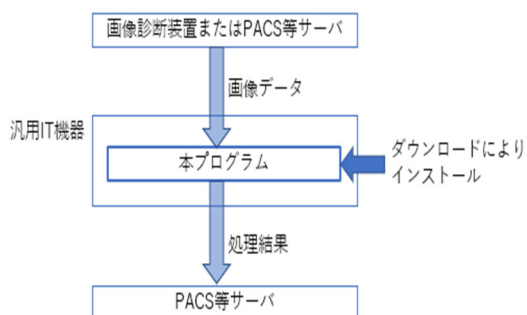 画像診断装置またはPACS等サーバ
画像データ
汎用IT機器
本プログラム
ダウンロードにより
インストール
処理結果
PACS等サーバ